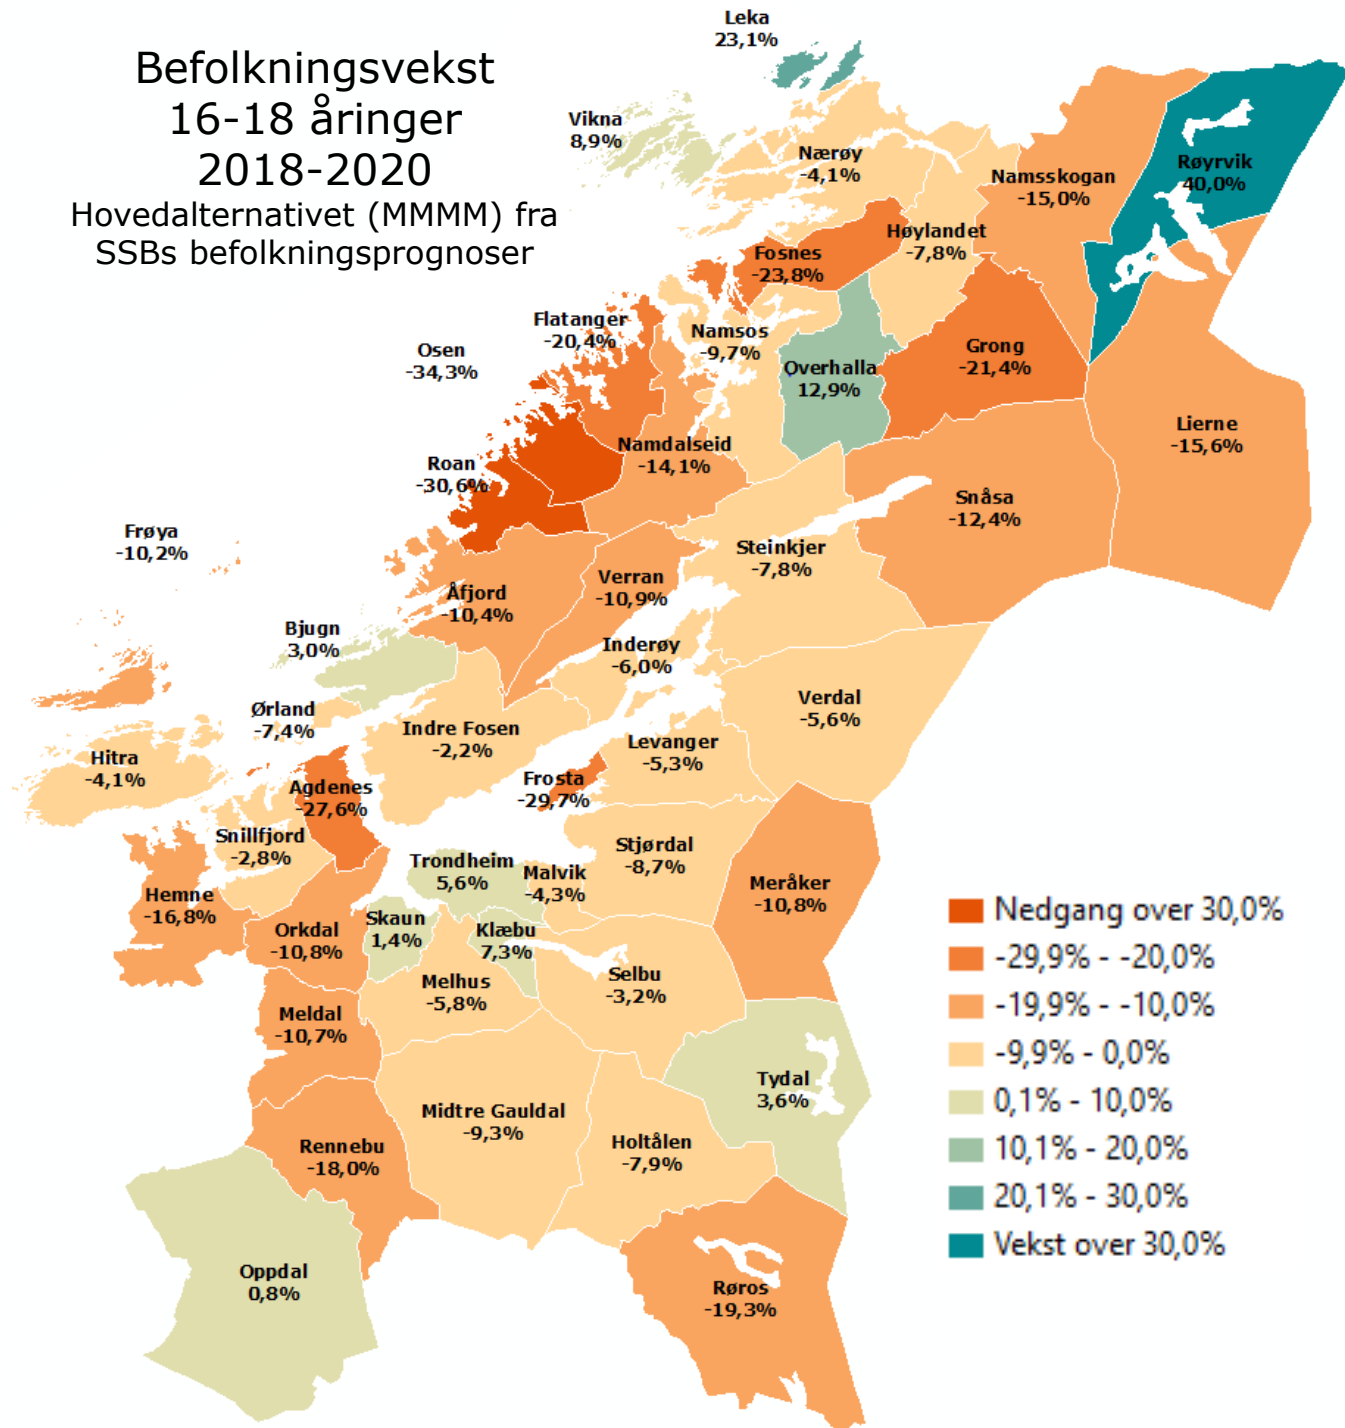 Befolkningsvekst
16-18 åringer
2018-2020
Hovedalternativet (MMMM) fra
SSBs befolkningsprognoser
Leka
23,1%
Vikna
8,9%
Nærøy
-4,1%
Namsskogan
-15,0%
Røyrvik
40,0%
Høylandet
-7,8%
Fosnes
-23,8%
Flatanger
-20,4%
Namsos
-9,7%
Osen
-34,3%
Overhalla
12,9%
Grong
-21,4%
Lierne
-15,6%
Namdalseid
-14,1%
Roan
-30,6%
Snåsa
-12,4%
Frøya
-10,2%
Steinkjer
-7,8%
Verran
-10,9%
Åfjord
-10,4%
Bjugn
3,0%
Inderøy
-6,0%
Verdal
-5,6%
Ørland
-7,4%
Indre Fosen
-2,2%
Levanger
-5,3%
Hitra
-4,1%
Agdenes
-27,6%
Frosta
-29,7%
Snillfjord
-2,8%
Stjørdal
-8,7%
Trondheim
5,6%
Malvik
-4,3%
Meråker
-10,8%
Hemne
-16,8%
Skaun
1,4%
Orkdal
-10,8%
Klæbu
7,3%
Melhus
-5,8%
Selbu
-3,2%
Meldal
-10,7%
Tydal
3,6%
Midtre Gauldal
-9,3%
Rennebu
-18,0%
Holtålen
-7,9%
Oppdal
0,8%
Røros
-19,3%
Nedgang over 30,0%
-29,9% - -20,0%
-19,9% - -10,0%
-9,9% - 0,0%
0,1% - 10,0%
10,1% - 20,0%
20,1% - 30,0%
Vekst over 30,0%